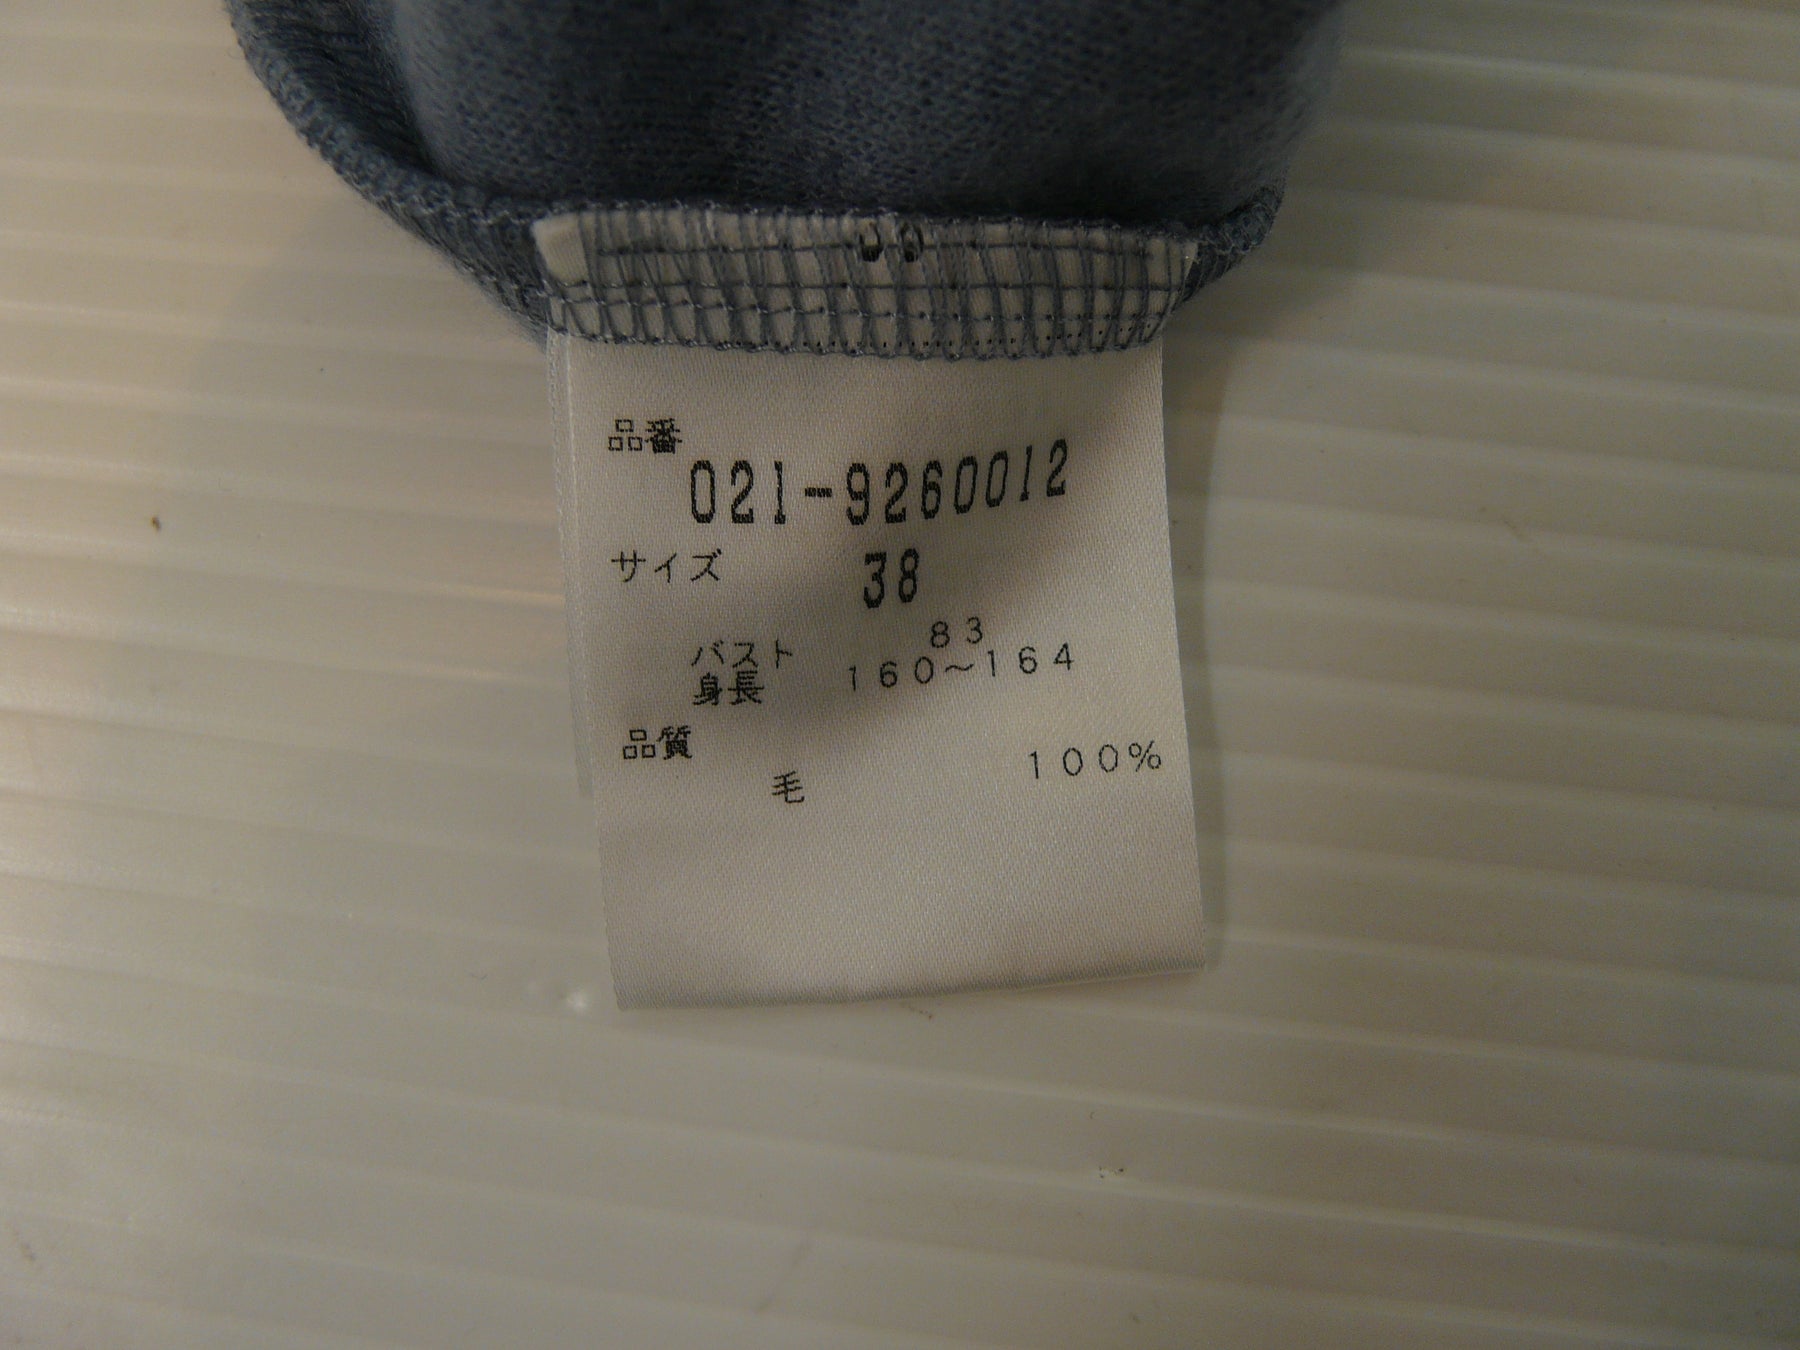 品番
021-9260012
サイズ 38
バスト 83
身長 160～164
品質
毛 100%